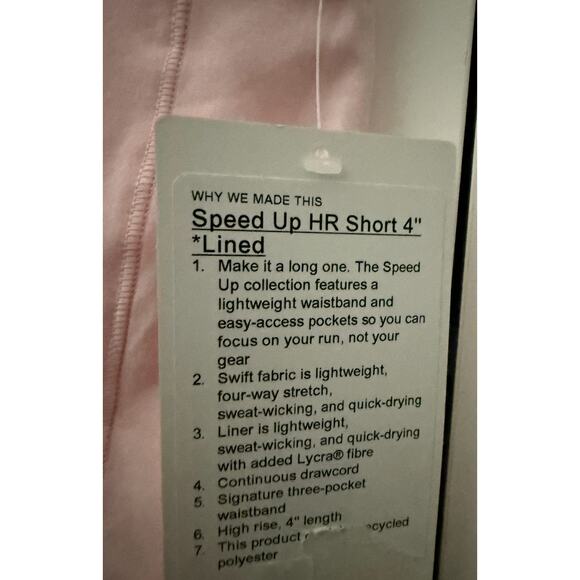 WHY WE MADE THIS
Speed Up HR Short 4"
*Lined
1. Make it a long one. The Speed
Up collection features a
lightweight waistband and
easy-access pockets so you can
focus on your run, not your
gear
2. Swift fabric is lightweight,
four-way stretch,
sweat-wicking, and quick-drying
3. Liner is lightweight,
sweat-wicking, and quick-drying
with added Lycra® fibre
4. Continuous drawcord
5. Signature three-pocket
waistband
6. High rise, 4" length
7. This product
polyester